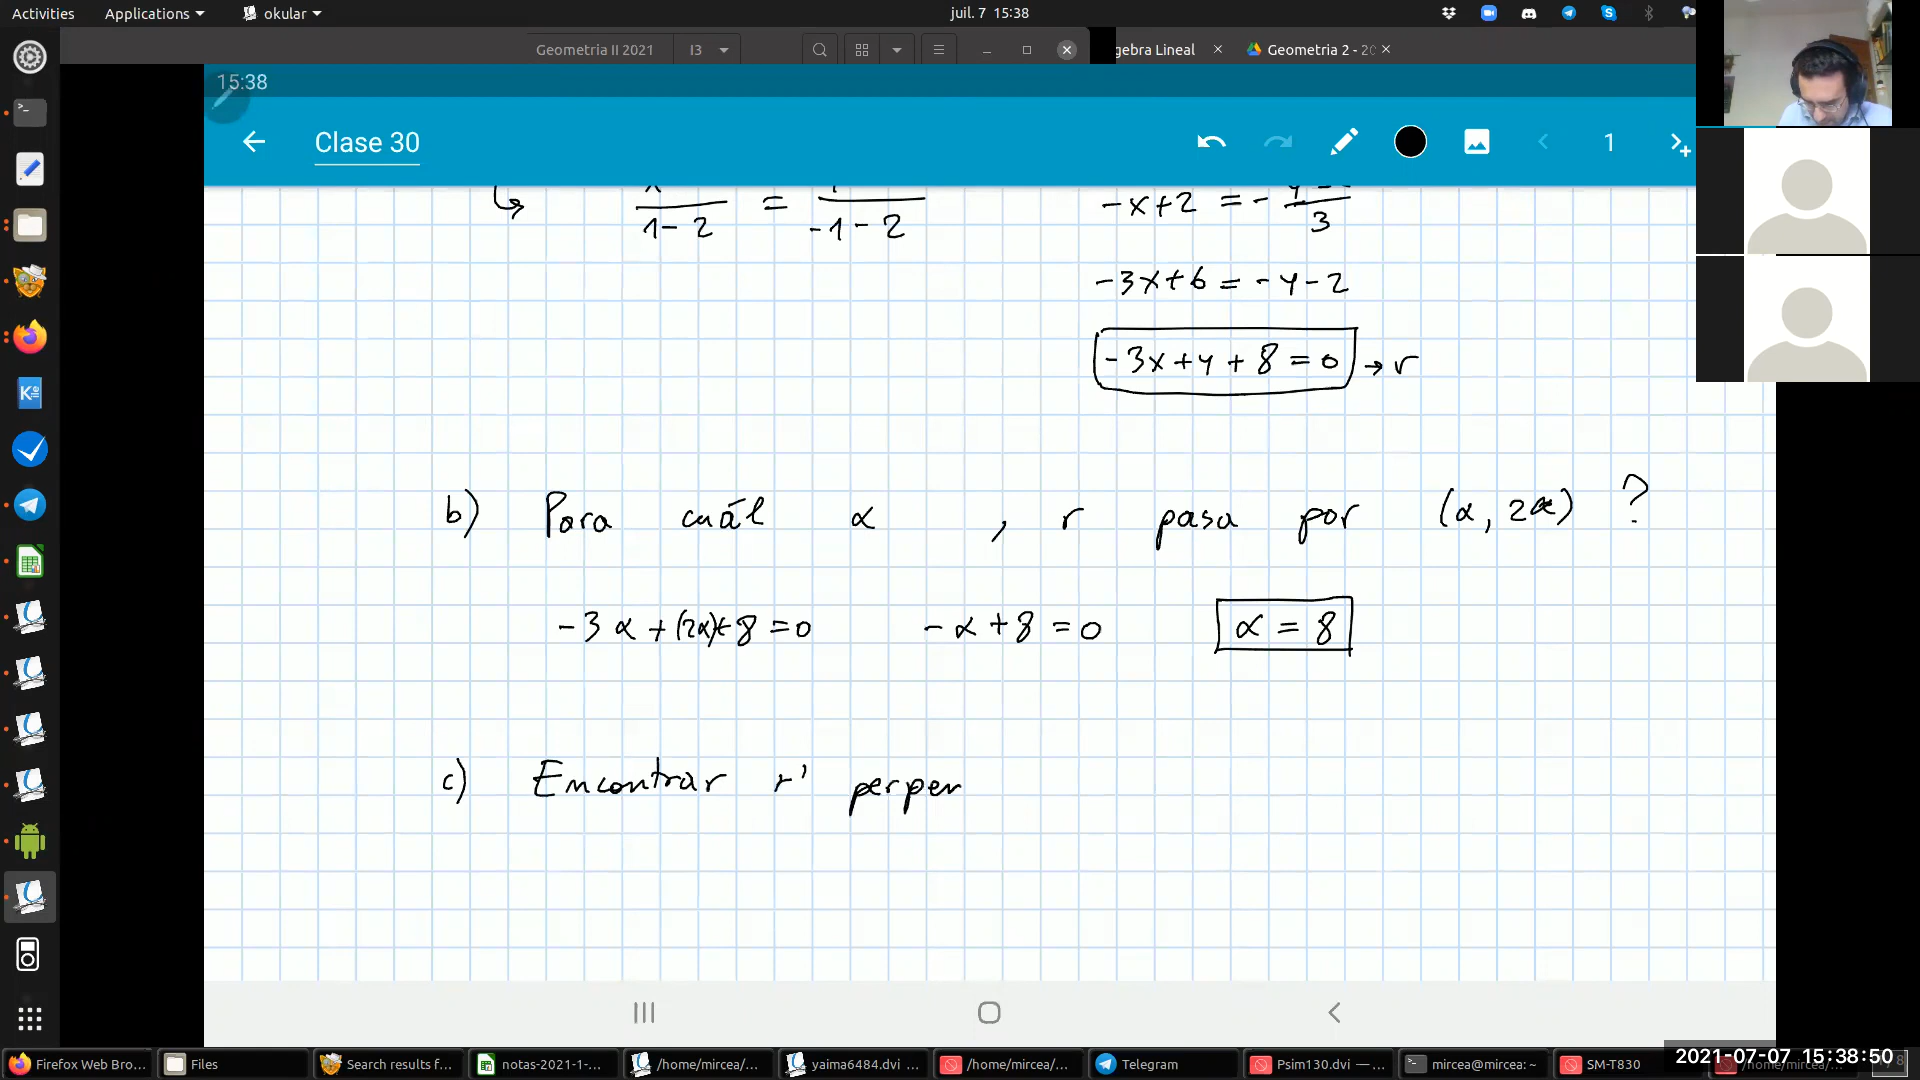 Activities Applications okular juil. 7 15:38
Geometria II 2021 I3 gebra Lineal × Geometria 2 - 20 ×
15:38
Clase 30 1
1-2 = -1-2
-x+2 = - 3
-3x+6 = -y-2
-3x+y+8=0 → r
b) Para cuál α , r pasa por (α, 2α) ?
-3α+(2α)+8=0 -α+8=0 α=8
c) Encontrar r' perpen
Firefox Web Bro... Files Search results f... notas-2021-1-... /home/mircea/... yaima6484.dvi ... /home/mircea/... Telegram Psim130.dvi — ... mircea@mircea: ~ SM-T830
2021-07-07 15:38:50